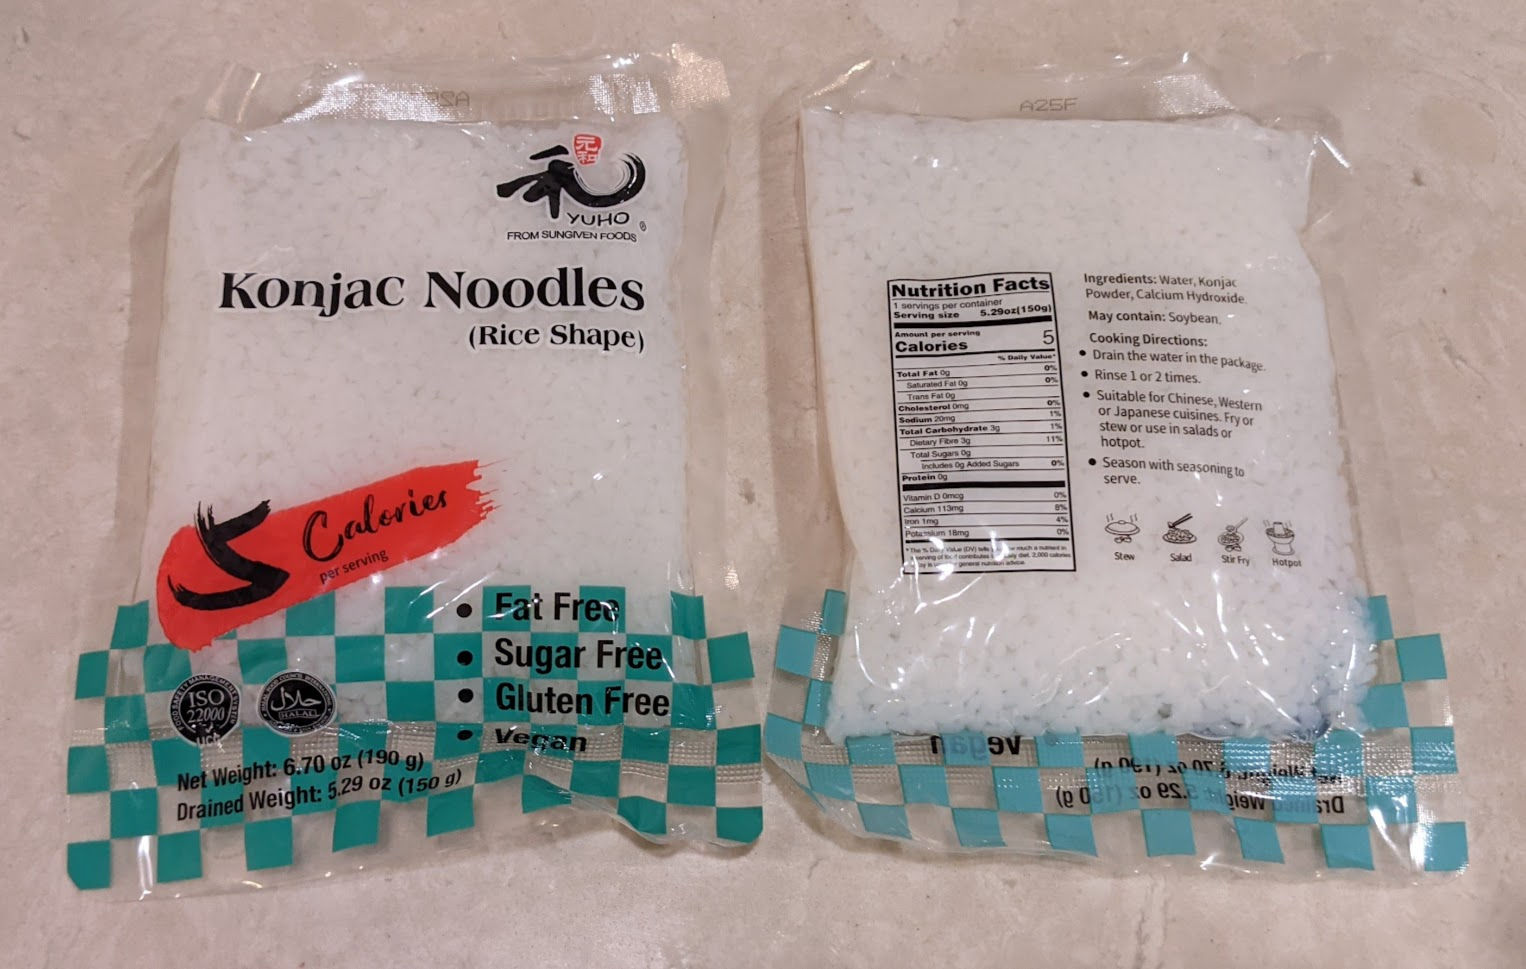 元
和
YUHO
®
FROM SUNGIVEN FOODS
Konjac Noodles
(Rice Shape)
5 Calories
per serving
• Fat Free
• Sugar Free
• Gluten Free
• Vegan
ISO
22000
حلال
HALAL
Net Weight: 6.70 oz (190 g)
Drained Weight: 5.29 oz (150 g)
A25F
Nutrition Facts
1 servings per container
Serving size 5.29oz(150g)
Amount per serving
Calories 5
% Daily Value*
Total Fat 0g 0%
Saturated Fat 0g 0%
Trans Fat 0g
Cholesterol 0mg 0%
Sodium 20mg 1%
Total Carbohydrate 3g 1%
Dietary Fibre 3g 11%
Total Sugars 0g
Includes 0g Added Sugars 0%
Protein 0g
Vitamin D 0mcg 0%
Calcium 113mg 8%
Iron 1mg 4%
Potassium 18mg 0%
Ingredients: Water, Konjac
Powder, Calcium Hydroxide.
May contain: Soybean.
Cooking Directions:
• Drain the water in the package.
• Rinse 1 or 2 times.
• Suitable for Chinese, Western
or Japanese cuisines. Fry or
stew or use in salads or
hotpot.
• Season with seasoning to
serve.
Stew
Salad
Stir Fry
Hotpot